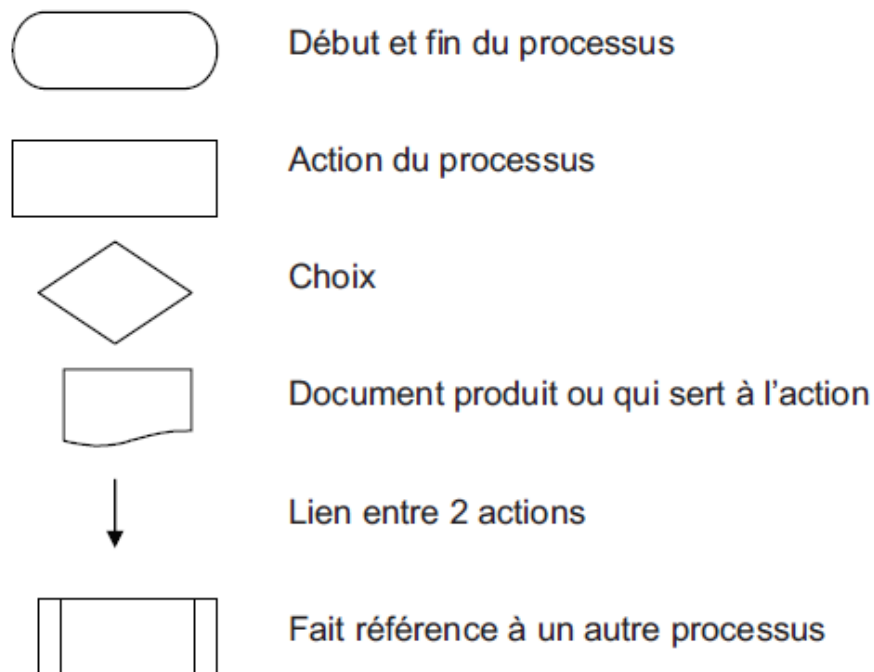 Début et fin du processus
Action du processus
Choix
Document produit ou qui sert à l'action
Lien entre 2 actions
Fait référence à un autre processus